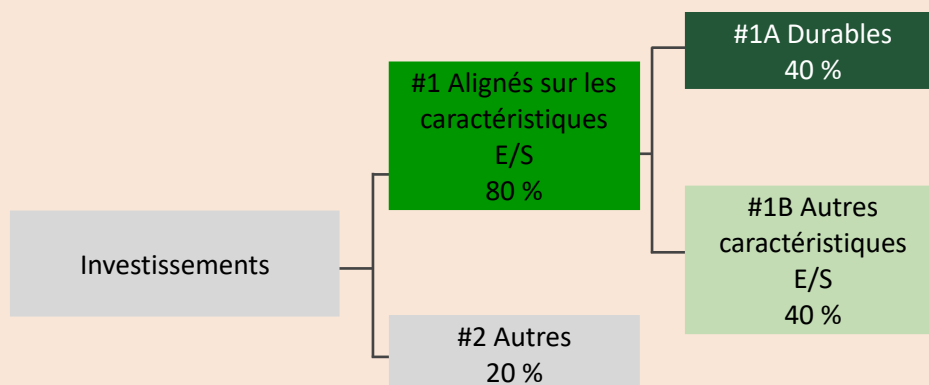 Investissements
#1 Alignés sur les
caractéristiques
E/S
80 %
#2 Autres
20 %
#1A Durables
40 %
#1B Autres
caractéristiques
E/S
40 %